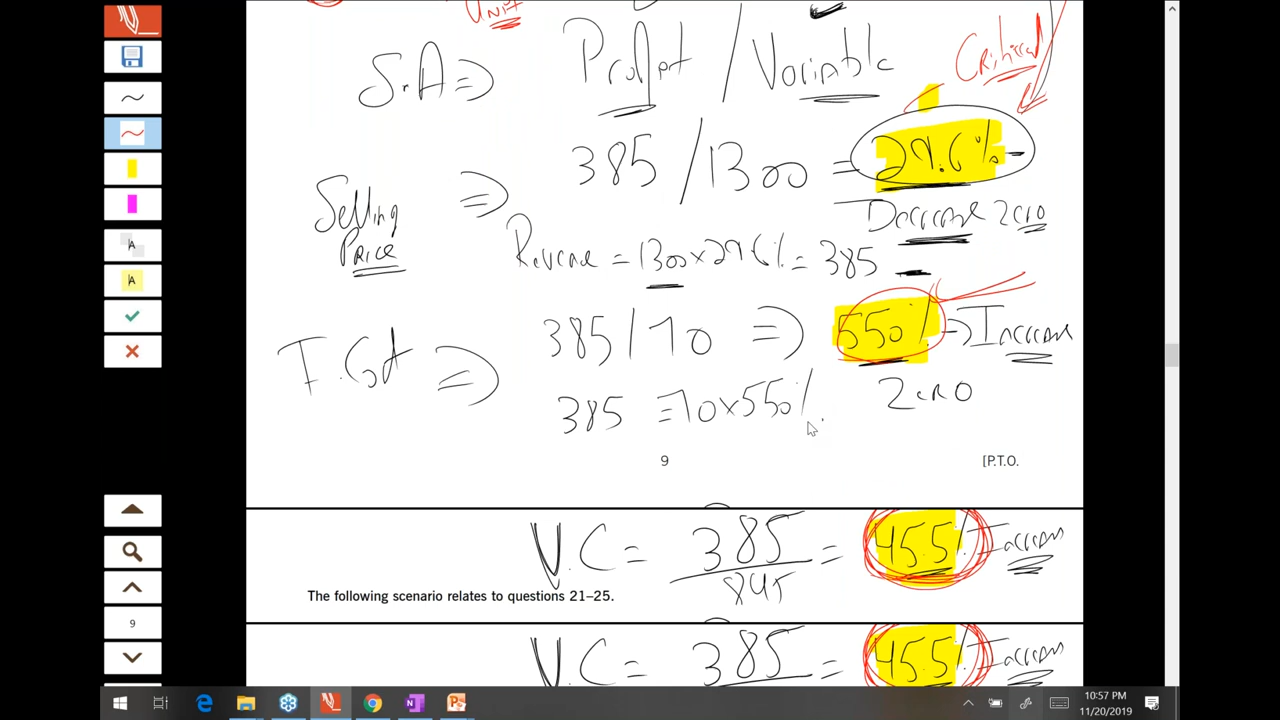 Unit
Critical
S.A => Profit / Variable
385 / 1300 = 29.6%
Selling Price =>
Decrease Zero
Revenue = 1300 x 29.6% = 385
F.Cost => 385 / 70 => 550% => Increase
Zero
385 = 70 x 550%
9
[P.T.O.
V.C = 385 / 845 = 45.5% Increase
The following scenario relates to questions 21–25.
V.C = 385 = 45.5% Increase
A
A
9
10:57 PM
11/20/2019